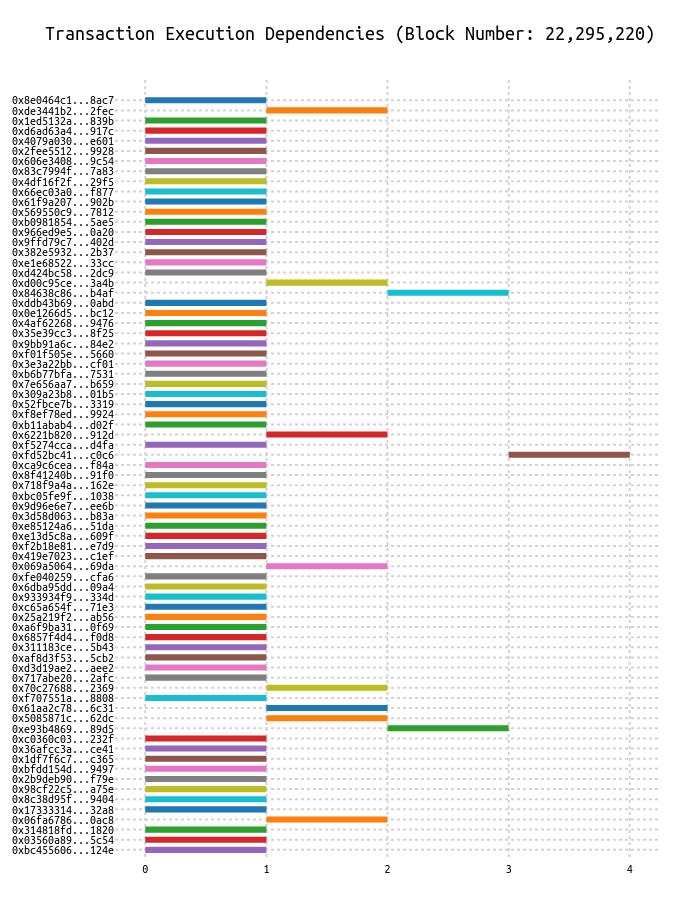 Transaction Execution Dependencies (Block Number: 22,295,220)
0x8e0464c1...8ac7
0xde3441b2...2fec
0x1ed5132a...839b
0xd6ad63a4...917c
0x4079a030...e601
0x2fee5512...9928
0x606e3408...9c54
0x83c7994f...7a83
0x4df16f2f...29f5
0x66ec03a0...f877
0x61f9a207...902b
0x569550c9...7812
0xb0981854...5ae5
0x966ed9e5...0a20
0x9ffd79c7...402d
0x382e5932...2b37
0xe1e68522...33cc
0xd424bc58...2dc9
0xd00c95ce...3a4b
0x84638c86...b4af
0xddb43b69...0abd
0x0e1266d5...bc12
0x4af62268...9476
0x35e39cc3...8f25
0x9bb91a6c...84e2
0xf01f505e...5660
0x3e3a22bb...cf01
0xb6b77bfa...7531
0x7e656aa7...b659
0x309a23b8...01b5
0x52fbce7b...3319
0xf8ef78ed...9924
0xb11abab4...d02f
0x6221b820...912d
0xf5274cca...d4fa
0xfd52bc41...c0c6
0xca9c6cea...f84a
0x8f41240b...91f0
0x718f9a4a...162e
0xbc05fe9f...1038
0x9d96e6e7...ee6b
0x3d58d063...b83a
0xe85124a6...51da
0xe13d5c8a...609f
0xf2b18e81...e7d9
0x419e7023...c1ef
0x069a5064...69da
0xfe040259...cfa6
0x6dba95dd...09a4
0x933934f9...334d
0xc65a654f...71e3
0x25a219f2...ab56
0xa6f9ba31...0f69
0x6857f4d4...f0d8
0x311183ce...5b43
0xaf8d3f53...5cb2
0xd3d19ae2...aee2
0x717abe20...2afc
0x70c27688...2369
0xf707551a...8808
0x61aa2c78...6c31
0x5085871c...62dc
0xe93b4869...89d5
0xc0360c03...232f
0x36afcc3a...ce41
0x1df7f6c7...c365
0xbfdd154d...9497
0x2b9deb90...f79e
0x98cf22c5...a75e
0x8c38d95f...9404
0x17333314...32a8
0x06fa6786...0ac8
0x314818fd...1820
0x03560a89...5c54
0xbc455606...124e
0 1 2 3 4